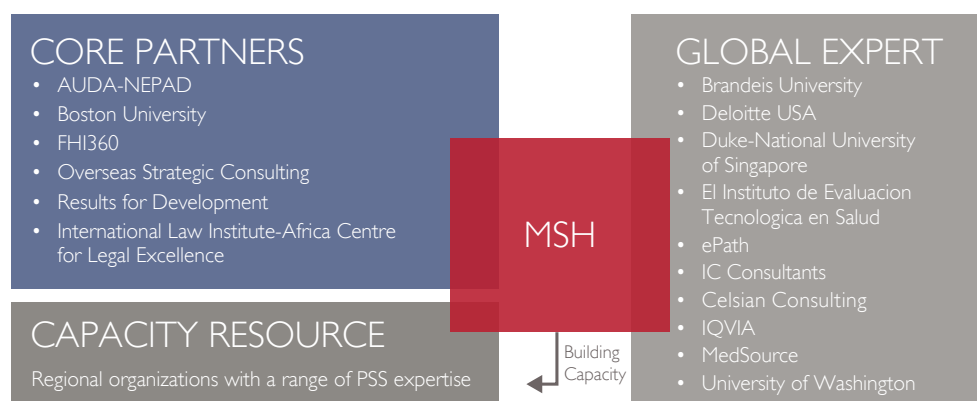 CORE PARTNERS
• AUDA-NEPAD
• Boston University
• FHI360
• Overseas Strategic Consulting
• Results for Development
• International Law Institute-Africa Centre
for Legal Excellence
CAPACITY RESOURCE
Regional organizations with a range of PSS expertise
MSH
Building
Capacity
GLOBAL EXPERT
• Brandeis University
• Deloitte USA
• Duke-National University
of Singapore
• El Instituto de Evaluacion
Tecnologica en Salud
• ePath
• IC Consultants
• Celsian Consulting
• IQVIA
• MedSource
• University of Washington